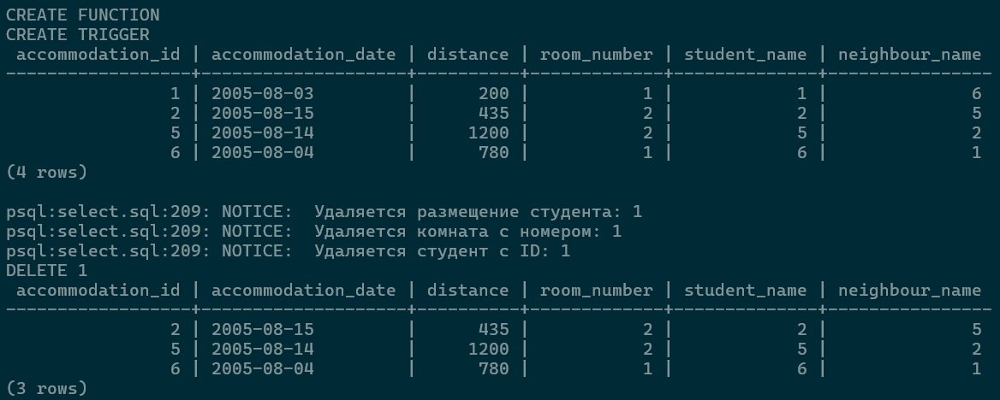 CREATE FUNCTION
CREATE TRIGGER
 accommodation_id | accommodation_date | distance | room_number | student_name | neighbour_name
------------------+--------------------+----------+-------------+--------------+----------------
                1 | 2005-08-03         |      200 |           1 |            1 |              6
                2 | 2005-08-15         |      435 |           2 |            2 |              5
                5 | 2005-08-14         |     1200 |           2 |            5 |              2
                6 | 2005-08-04         |      780 |           1 |            6 |              1
(4 rows)

psql:select.sql:209: NOTICE:  Удаляется размещение студента: 1
psql:select.sql:209: NOTICE:  Удаляется комната с номером: 1
psql:select.sql:209: NOTICE:  Удаляется студент с ID: 1
DELETE 1
 accommodation_id | accommodation_date | distance | room_number | student_name | neighbour_name
------------------+--------------------+----------+-------------+--------------+----------------
                2 | 2005-08-15         |      435 |           2 |            2 |              5
                5 | 2005-08-14         |     1200 |           2 |            5 |              2
                6 | 2005-08-04         |      780 |           1 |            6 |              1
(3 rows)